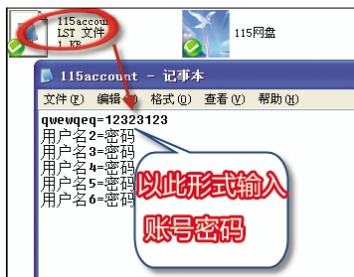 115accoun
LST 文件
1 KB
115网盘
115account - 记事本
文件(F) 编辑 格式(O) 查看(V) 帮助(H)
qwewqeq=12323123
用户名2=密码
用户名3=密码
用户名4=密码
用户名5=密码
用户名6=密码
以此形式输入
账号密码